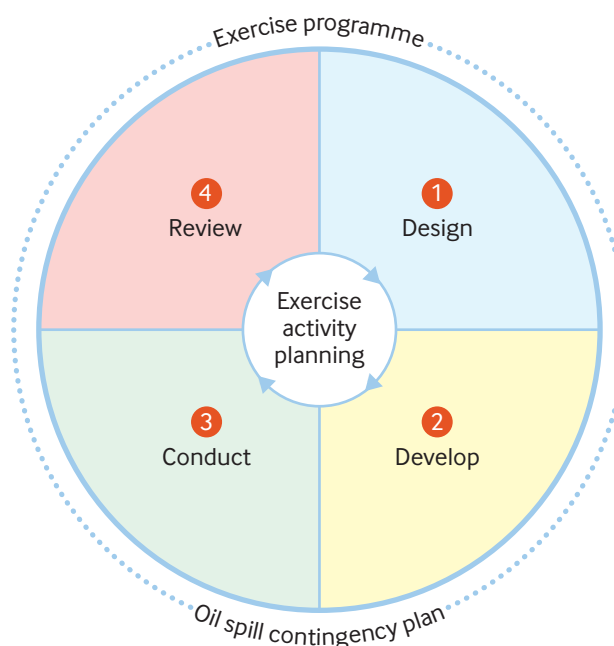 Exercise programme
4
Review
1
Design
Exercise
activity
planning
3
Conduct
2
Develop
Oil spill contingency plan